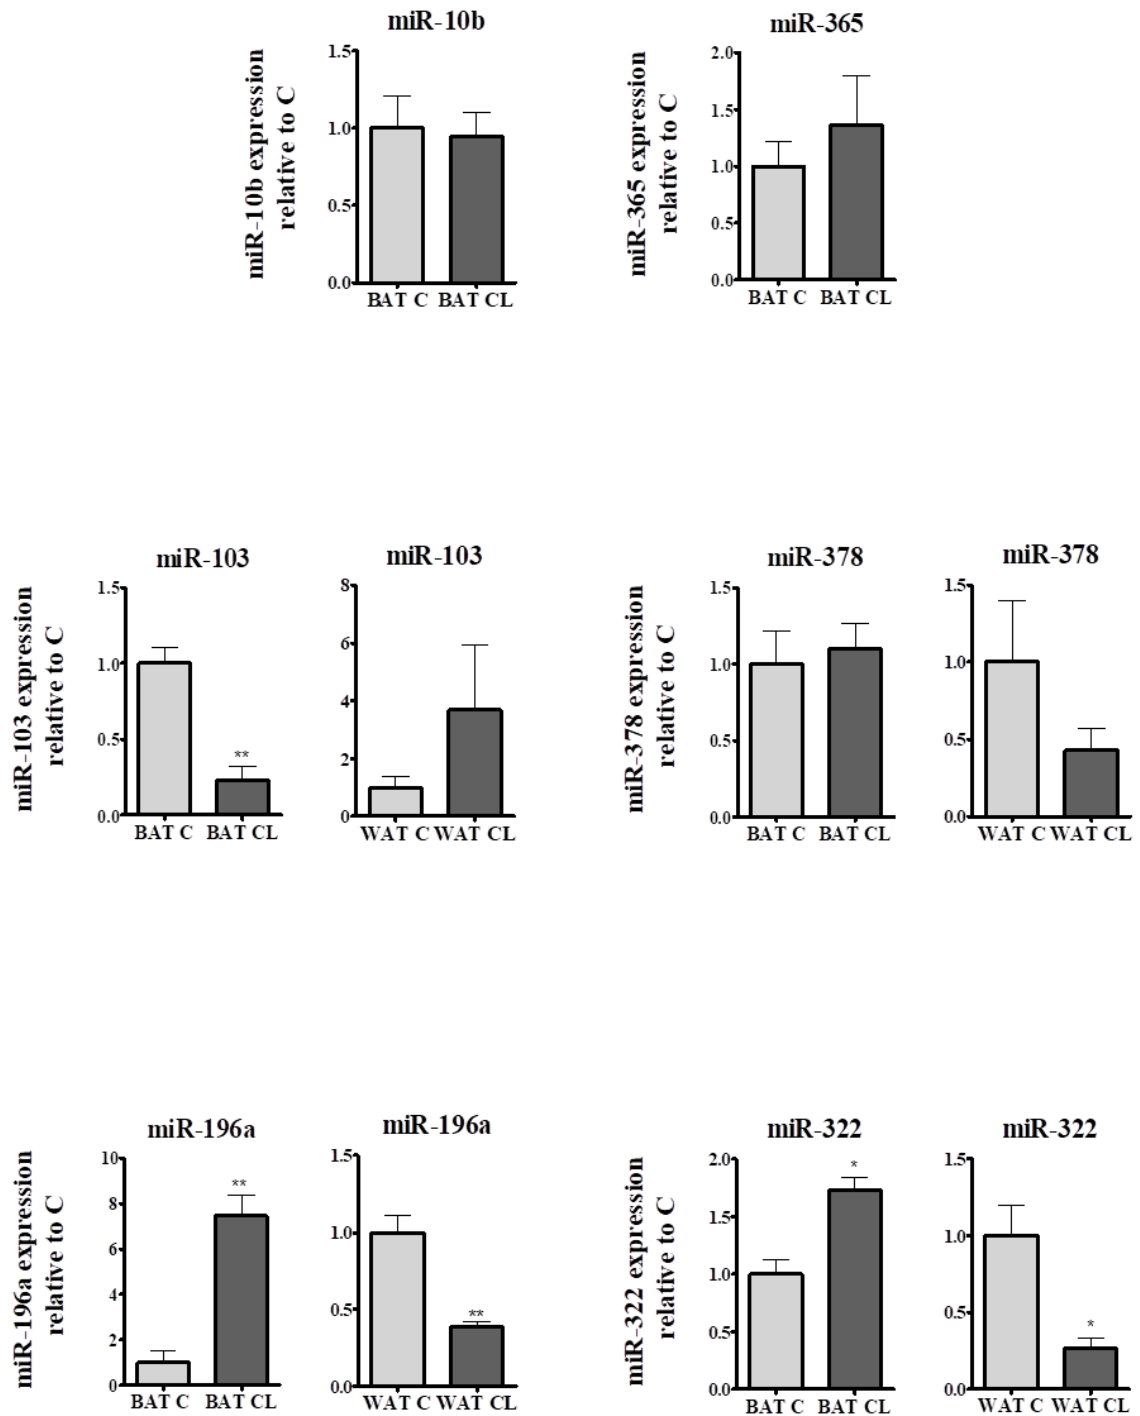 miR-10b
miR-10b expression
relative to C
1.5
1.0
0.5
0.0
BAT C BAT CL
miR-365
miR-365 expression
relative to C
2.0
1.5
1.0
0.5
0.0
BAT C BAT CL
miR-103
miR-103 expression
relative to C
1.5
1.0
0.5
0.0
**
BAT C BAT CL
miR-103
8
6
4
2
0
WAT C WAT CL
miR-378
miR-378 expression
relative to C
1.5
1.0
0.5
0.0
BAT C BAT CL
miR-378
1.5
1.0
0.5
0.0
WAT C WAT CL
miR-196a
miR-196a expression
relative to C
10
8
6
4
2
0
**
BAT C BAT CL
miR-196a
1.5
1.0
0.5
0.0
**
WAT C WAT CL
miR-322
miR-322 expression
relative to C
2.0
1.5
1.0
0.5
0.0
*
BAT C BAT CL
miR-322
1.5
1.0
0.5
0.0
*
WAT C WAT CL